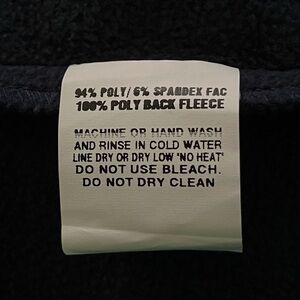 94% POLY/6% SPANDEX FAC
100% POLY BACK FLEECE
MACHINE OR HAND WASH
AND RINSE IN COLD WATER
LINE DRY OR DRY LOW 'NO HEAT'
DO NOT USE BLEACH.
DO NOT DRY CLEAN